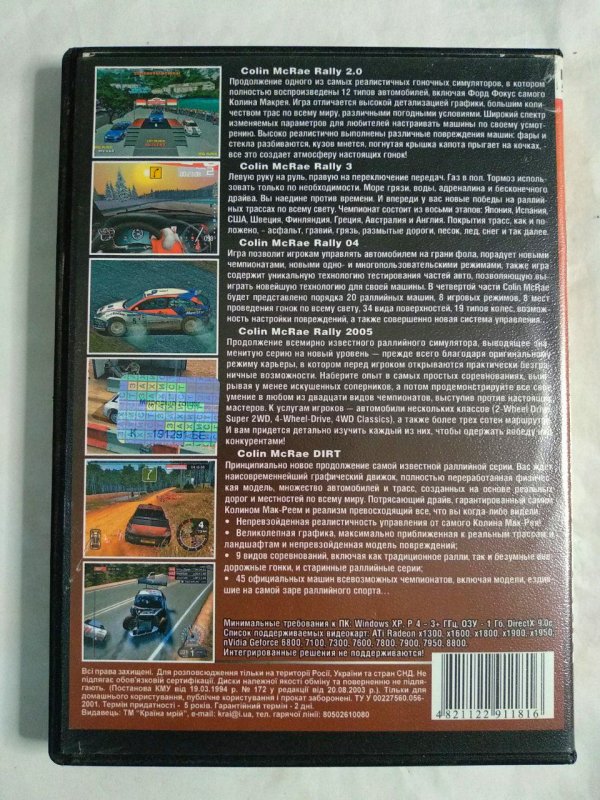 Colin McRae Rally 2.0
Продолжение одного из самых реалистичных гоночных симуляторов, в котором
полностью воспроизведены 12 типов автомобилей, включая Форд Фокус самого
Колина Макрея. Игра отличается высокой детализацией графики, большим коли-
чеством трас по всему миру, различными погодными условиями. Широкий спектр
изменяемых параметров для любителей настраивать машины по своему усмот-
рению. Высоко реалистично выполнены различные повреждения машин: фары и
стекла разбиваются, кузов мнется, погнутая крышка капота прыгает на кочках, -
все это создает атмосферу настоящих гонок!
Colin McRae Rally 3
Левую руку на руль, правую на переключение передач. Газ в пол. Тормоз исполь-
зовать только по необходимости. Море грязи, воды, адреналина и бесконечного
драйва. Вы наедине против времени. И впереди у вас новые победы на ралли-
ных трассах по всему свету. Чемпионат состоит из восьми этапов: Япония, Испания,
США, Швеция, Финляндия, Греция, Австралия и Англия. Покрытия трасс, как и по-
ложено, - асфальт, гравий, грязь, размытые дороги, песок, лед, снег и так далее.
Colin McRae Rally 04
Игра позволит игрокам управлять автомобилем на грани фола, порадует новыми
чемпионатами, новыми одно- и многопользовательскими режимами, также игра
содержит уникальную технологию тестирования частей авто, позволяющую вы-
играть новейшую технологию для своей машины. В четвертой части Colin McRae
будет представлено порядка 20 раллийных машин, 8 игровых режимов, 8 мест
проведения гонок по всему свету, 34 вида поверхностей, 19 типов колес, возмож-
ность настройки повреждений, а также совершенно новая система управления...
Colin McRae Rally 2005
Продолжение всемирно известного раллийного симулятора, выводящее зна-
менитую серию на новый уровень — прежде всего благодаря оригинальному
режиму карьеры, в котором перед игроком открываются практически безгра-
ничные возможности. Наберите опыт в самых простых соревнованиях, выиг-
рывая у менее искушенных соперников, а потом продемонстрируйте все свое
умение в любом из двадцати видов чемпионатов, выступив против настоящих
мастеров. К услугам игроков — автомобили нескольких классов (2-Wheel Drive,
Super 2WD, 4-Wheel-Drive, 4WD Classics), а также более трех сотен маршрутов.
И вам придется детально изучить каждый из них, чтобы одержать победу над
конкурентами!
Colin McRae DIRT
Принципиально новое продолжение самой известной раллийной серии. Вас ждет
наисовременнейший графический движок, полностью переработанная физичес-
кая модель, множество автомобилей и трасс, созданных на основе реальных
дорог и местностей по всему миру. Потрясающий драйв, гарантированный самим
Колином Мак-Реем и реализм превосходящий все, что вы когда-либо видели.
• Непревзойденная реалистичность управления от самого Колина Мак-Рея!
• Великолепная графика, максимально приближенная к реальным трассам и
ландшафтам и непревзойденная модель повреждений;
• 9 видов соревнований, включая как традиционное ралли, так и безумные вне-
дорожные гонки, и старинные раллийные серии;
• 45 официальных машин всевозможных чемпионатов, включая модели, ездив-
шие на самой заре раллийного спорта...
Минимальные требования к ПК: Windows XP, P 4 - 3+ ГГц, ОЗУ - 1 Гб, DirectX 9.0c
Список поддерживаемых видеокарт: ATi Radeon x1300, x1600, x1800, x1900, x1950,
nVidia Geforce 6800, 7100, 7300, 7600, 7800, 7900, 7950, 8800.
Интегрированные решения не поддерживаются!
Всі права захищені. Для розповсюдження тільки на території Росії, України та стран СНД. Не
підлягає обов'язковій сертифікації. Диски належної якості обміну та поверненню не підля-
гають. (Постанова КМУ від 19.03.1994 р. № 172 у редакції від 20.08.2003 р.). Тільки для
домашнього користування, публічне користування і прокат заборонені. ТУ У 00227560.056-
2001. Термін придатності - 5 років. Гарантійний термін - 2 дні.
Видавець: ТМ "Країна мрій", e-mail: krai@i.ua, тел. гарячої лінії: 80502610080
4821122911816